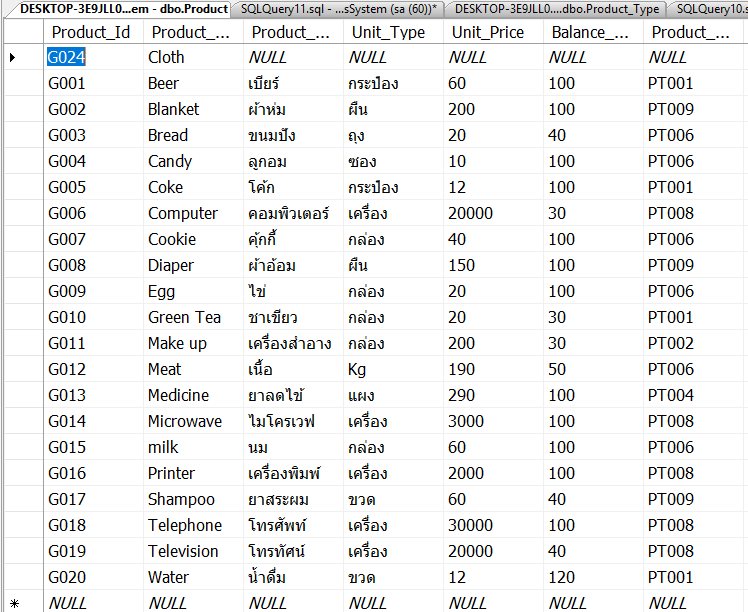 DESKTOP-3E9JLL0...em - dbo.Product SQLQuery11.sql - ...sSystem (sa (60))* DESKTOP-3E9JLL0....dbo.Product_Type SQLQuery10.s
Product_Id Product_... Product_... Unit_Type Unit_Price Balance_... Product_...
G024 Cloth NULL NULL NULL NULL NULL
G001 Beer เบียร์ กระป๋อง 60 100 PT001
G002 Blanket ผ้าห่ม ผืน 200 100 PT009
G003 Bread ขนมปัง ถุง 20 40 PT006
G004 Candy ลูกอม ซอง 10 100 PT006
G005 Coke โค้ก กระป๋อง 12 100 PT001
G006 Computer คอมพิวเตอร์ เครื่อง 20000 30 PT008
G007 Cookie คุ้กกี้ กล่อง 40 100 PT006
G008 Diaper ผ้าอ้อม ผืน 150 100 PT009
G009 Egg ไข่ กล่อง 20 100 PT006
G010 Green Tea ชาเขียว กล่อง 20 30 PT001
G011 Make up เครื่องสำอาง กล่อง 200 30 PT002
G012 Meat เนื้อ Kg 190 50 PT006
G013 Medicine ยาลดไข้ แผง 290 100 PT004
G014 Microwave ไมโครเวฟ เครื่อง 3000 100 PT008
G015 milk นม กล่อง 60 100 PT006
G016 Printer เครื่องพิมพ์ เครื่อง 2000 100 PT008
G017 Shampoo ยาสระผม ขวด 60 40 PT009
G018 Telephone โทรศัพท์ เครื่อง 30000 100 PT008
G019 Television โทรทัศน์ เครื่อง 20000 40 PT008
G020 Water น้ำดื่ม ขวด 12 120 PT001
NULL NULL NULL NULL NULL NULL NULL